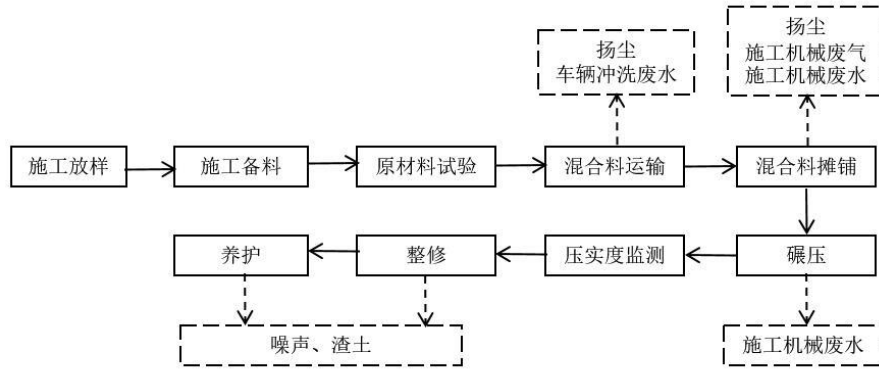 扬尘
车辆冲洗废水
扬尘
施工机械废气
施工机械废水
施工放样
施工备料
原材料试验
混合料运输
混合料摊铺
养护
整修
压实度监测
碾压
噪声、渣土
施工机械废水